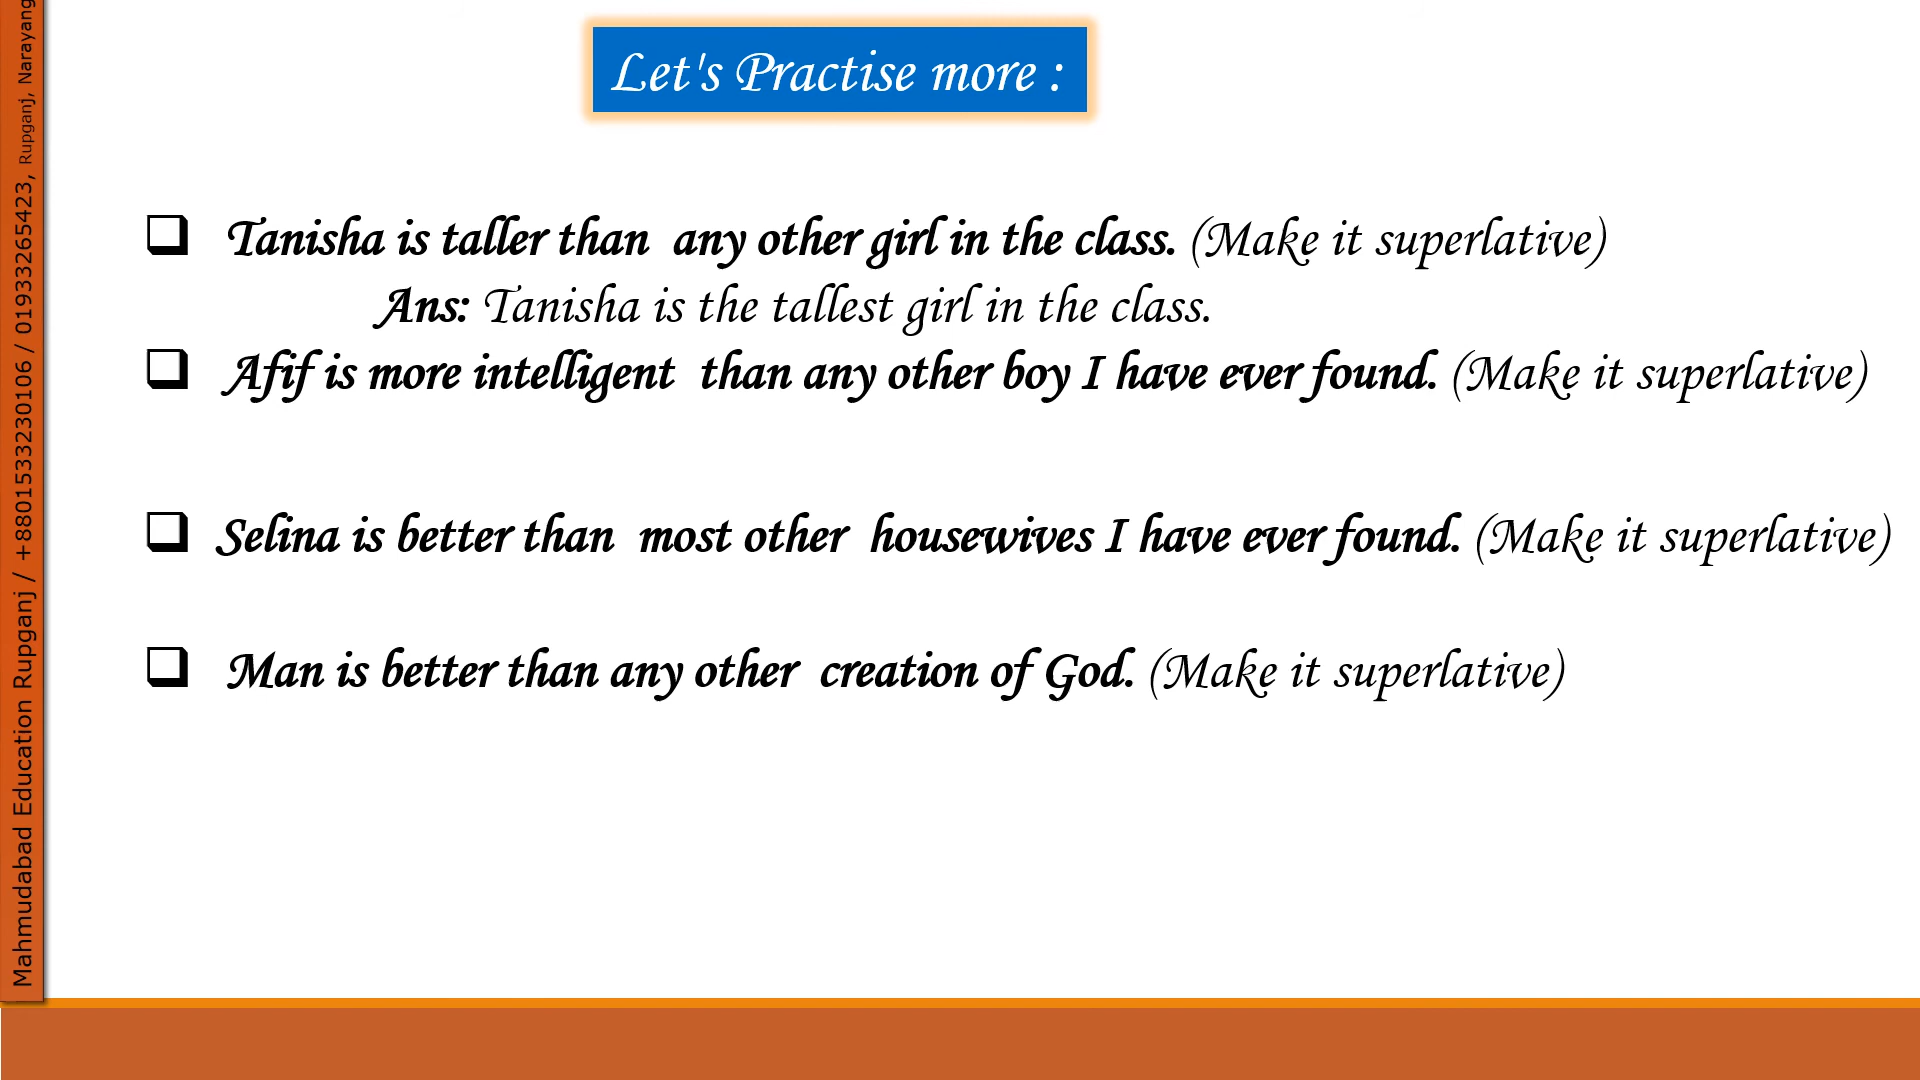 Let's Practise more :
Tanisha is taller than any other girl in the class. (Make it superlative)
Ans: Tanisha is the tallest girl in the class.
Afif is more intelligent than any other boy I have ever found. (Make it superlative)
Selina is better than most other housewives I have ever found. (Make it superlative)
Man is better than any other creation of God. (Make it superlative)
Mahmudabad Education Rupganj / +8801533230106 / 01933265423, Rupganj, Narayang